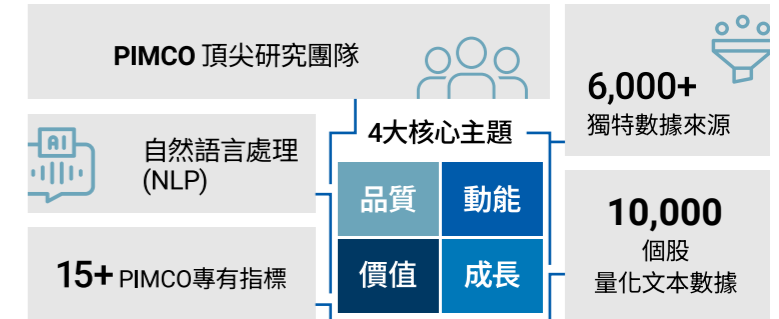 PIMCO 頂尖研究團隊
6,000+
獨特數據來源
AI
自然語言處理
(NLP)
4大核心主題
品質
動能
價值
成長
15+ PIMCO專有指標
10,000
個股
量化文本數據